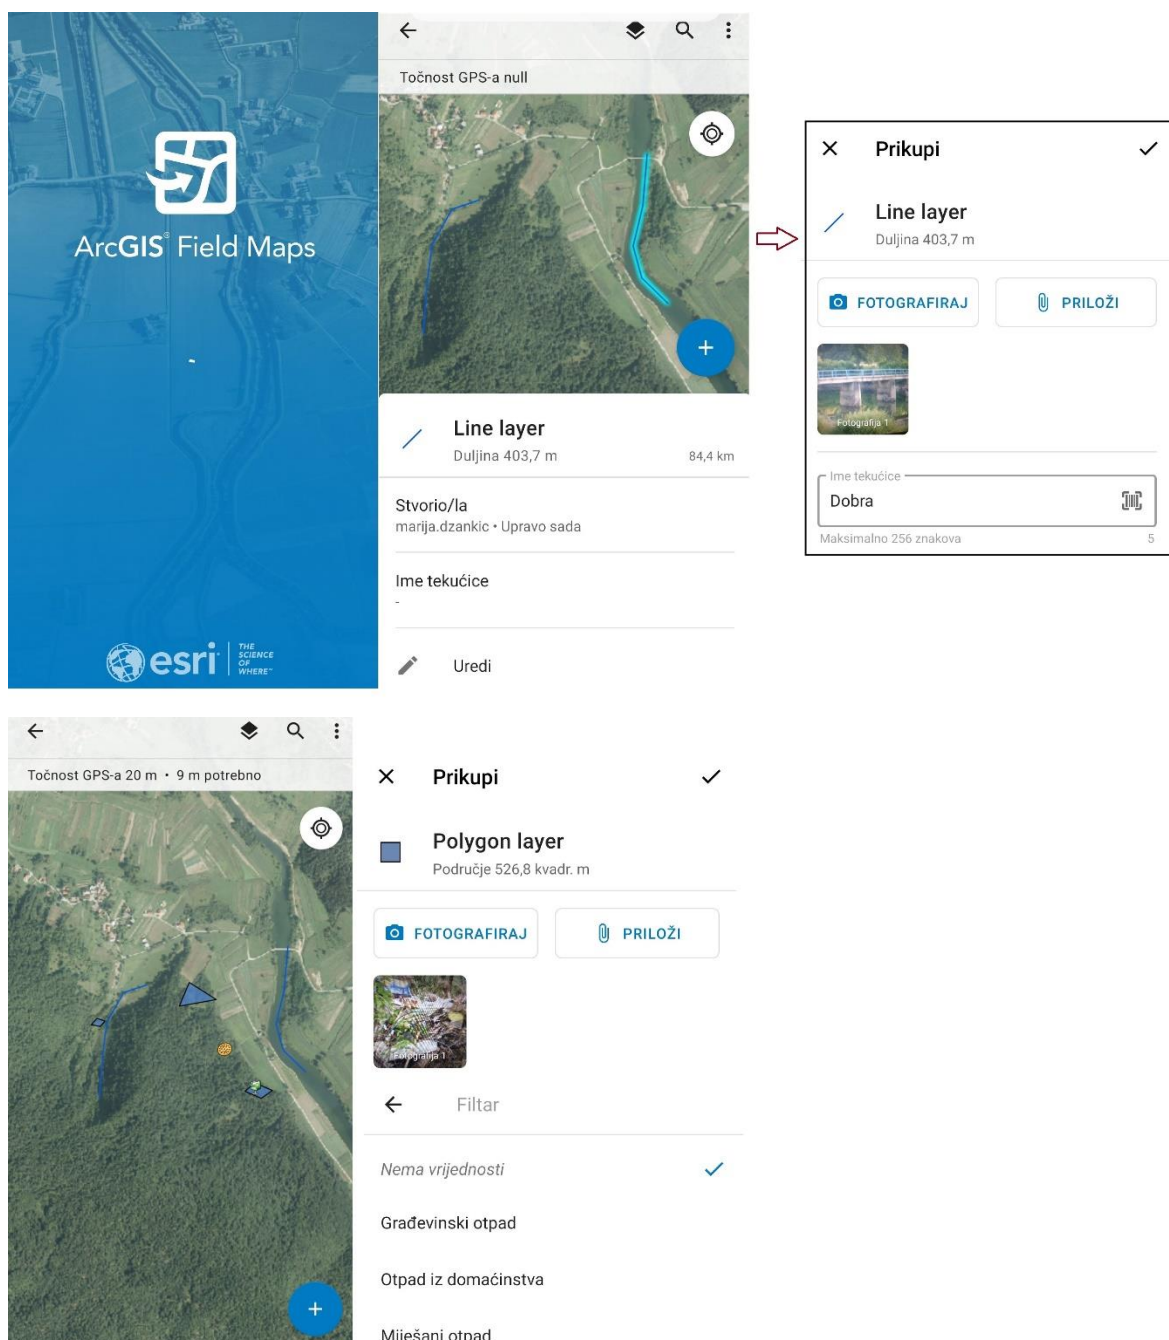 ArcGIS® Field Maps
esri
THE
SCIENCE
OF
WHERE™
Točnost GPS-a null
Line layer
Duljina 403,7 m
84,4 km
Stvorio/la
marija.dzankic • Upravo sada
Ime tekućice
-
Uredi
Prikupi
Line layer
Duljina 403,7 m
FOTOGRAFIRAJ
PRILOŽI
Fotografija 1
Ime tekućice
Dobra
Maksimalno 256 znakova
5
Točnost GPS-a 20 m • 9 m potrebno
Prikupi
Polygon layer
Područje 526,8 kvadr. m
FOTOGRAFIRAJ
PRILOŽI
Fotografija 1
Filtar
Nema vrijednosti
Građevinski otpad
Otpad iz domaćinstva
Miješani otpad